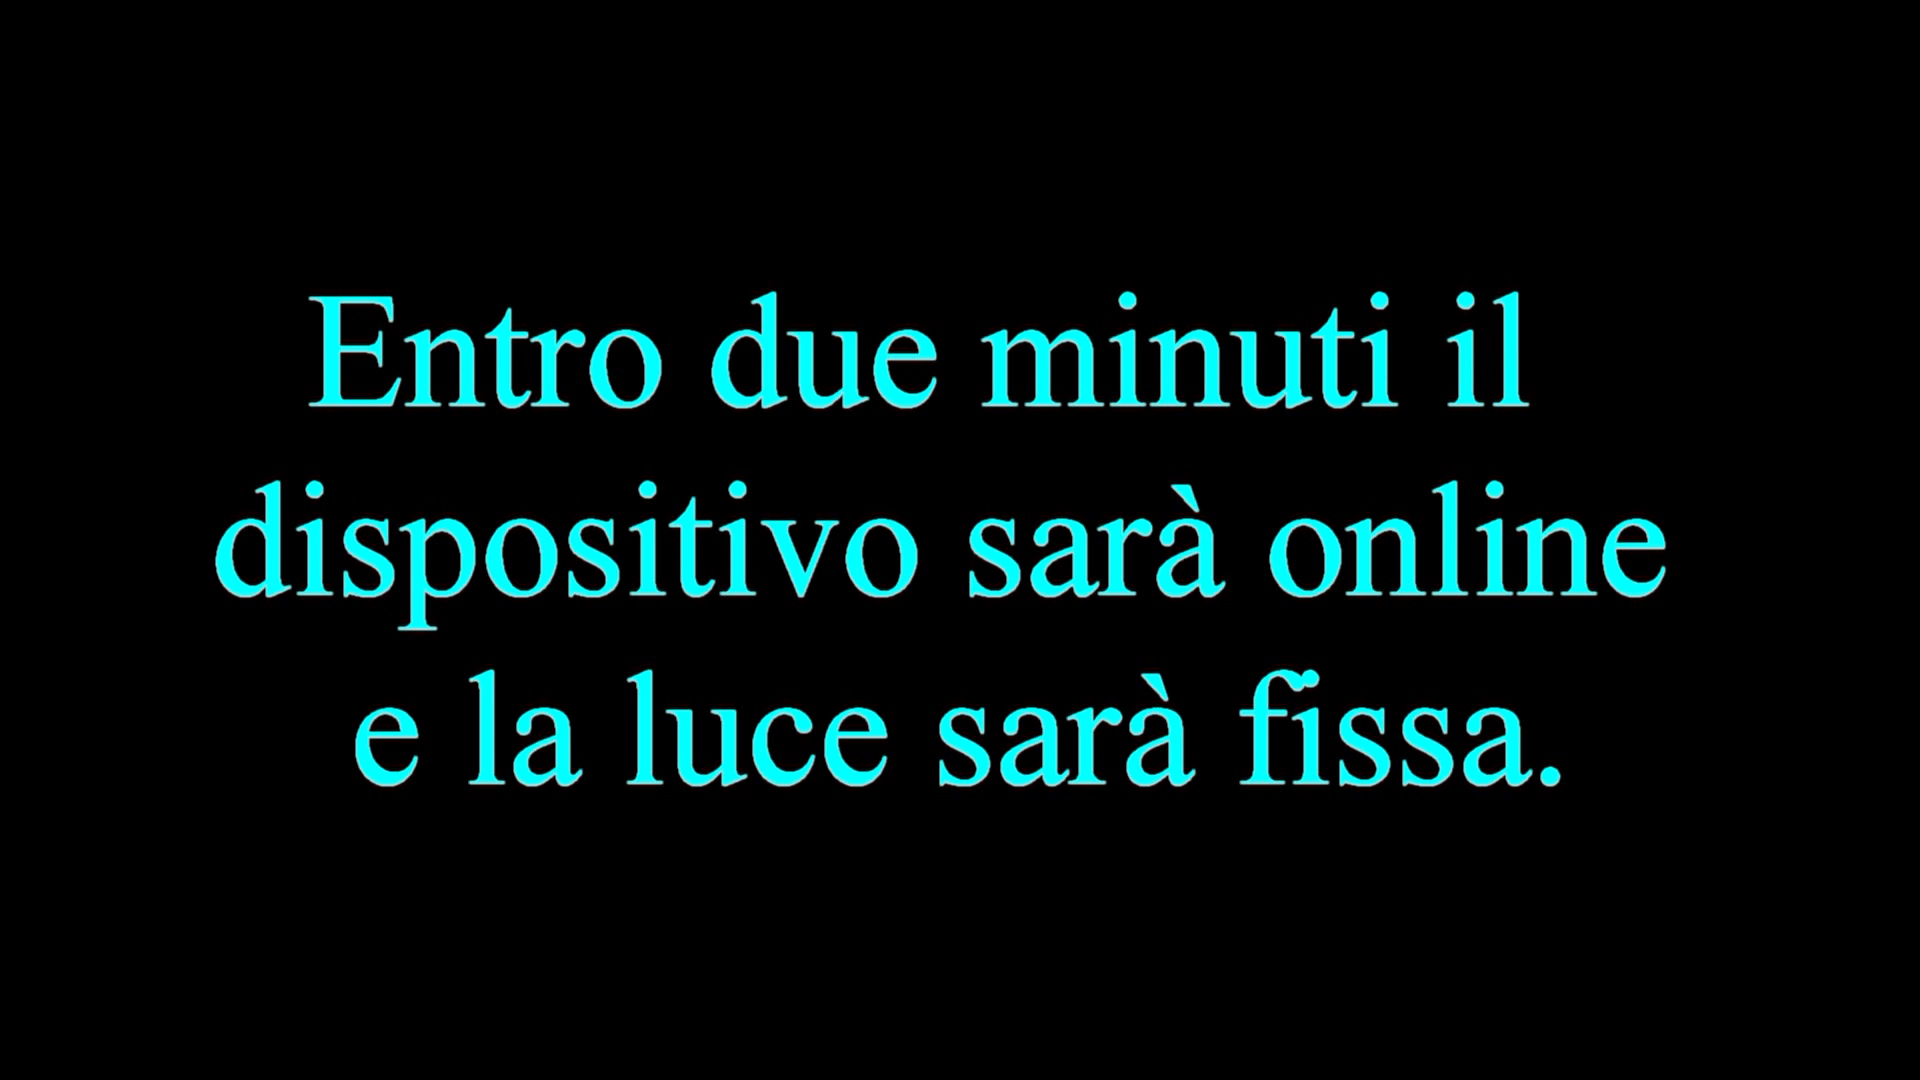 Entro due minuti il
dispositivo sarà online
e la luce sarà fissa.